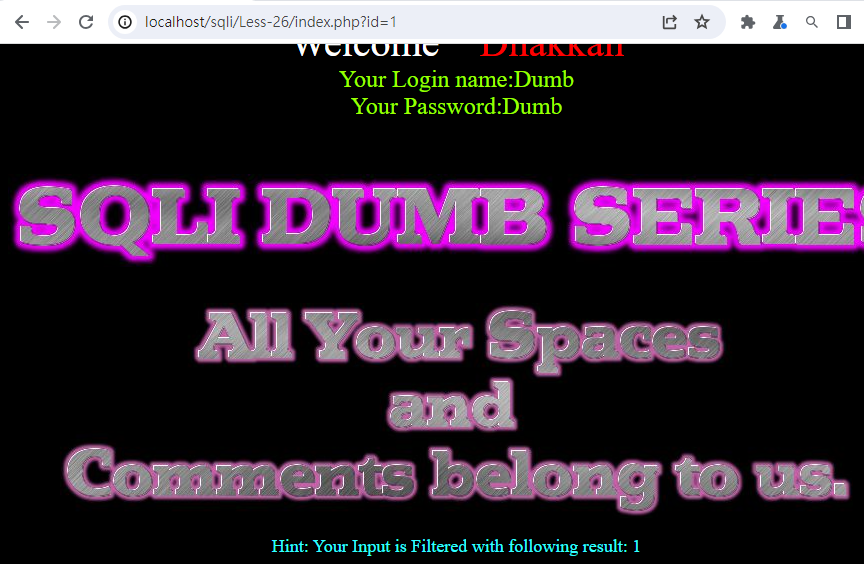 localhost/sqli/Less-26/index.php?id=1
Welcome Dhakkan
Your Login name:Dumb
Your Password:Dumb
SQLI DUMB SERIES
All Your Spaces
and
Comments belong to us.
Hint: Your Input is Filtered with following result: 1